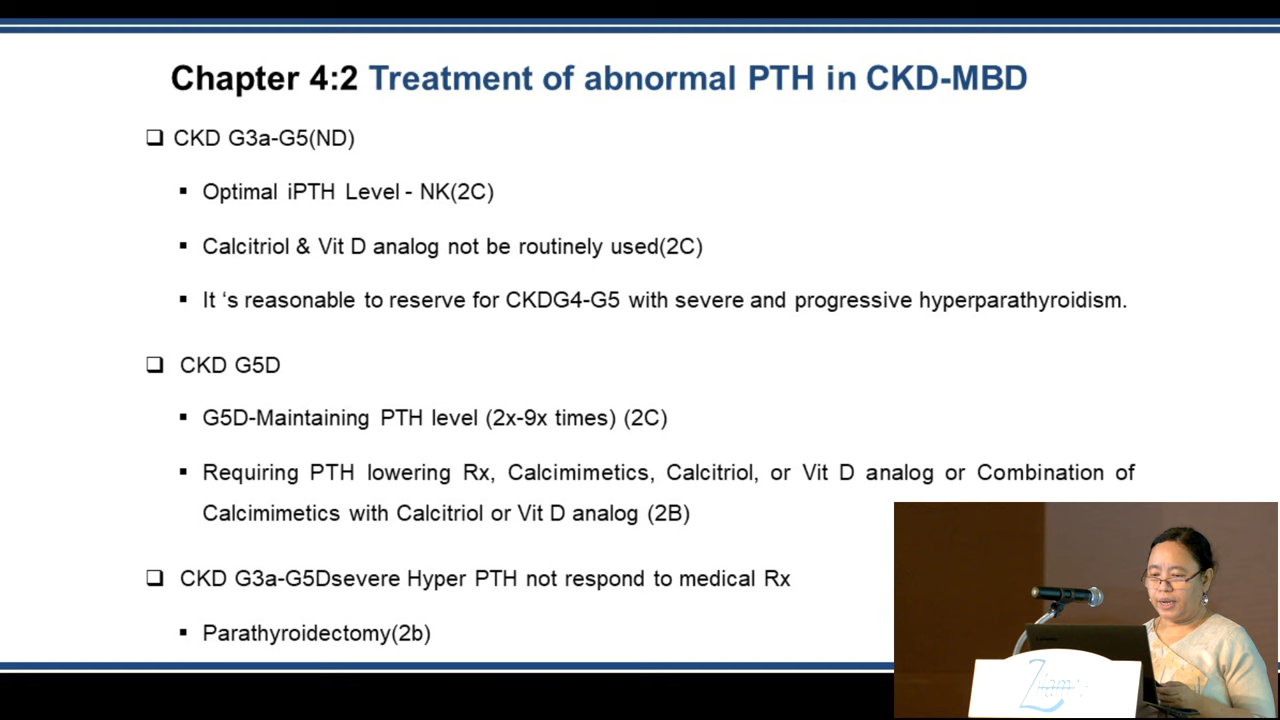 Chapter 4:2 Treatment of abnormal PTH in CKD-MBD
❑ CKD G3a-G5(ND)
▪ Optimal iPTH Level - NK(2C)
▪ Calcitriol & Vit D analog not be routinely used(2C)
▪ It ‘s reasonable to reserve for CKDG4-G5 with severe and progressive hyperparathyroidism.
❑ CKD G5D
▪ G5D-Maintaining PTH level (2x-9x times) (2C)
▪ Requiring PTH lowering Rx, Calcimimetics, Calcitriol, or Vit D analog or Combination of
Calcimimetics with Calcitriol or Vit D analog (2B)
❑ CKD G3a-G5Dsevere Hyper PTH not respond to medical Rx
▪ Parathyroidectomy(2b)